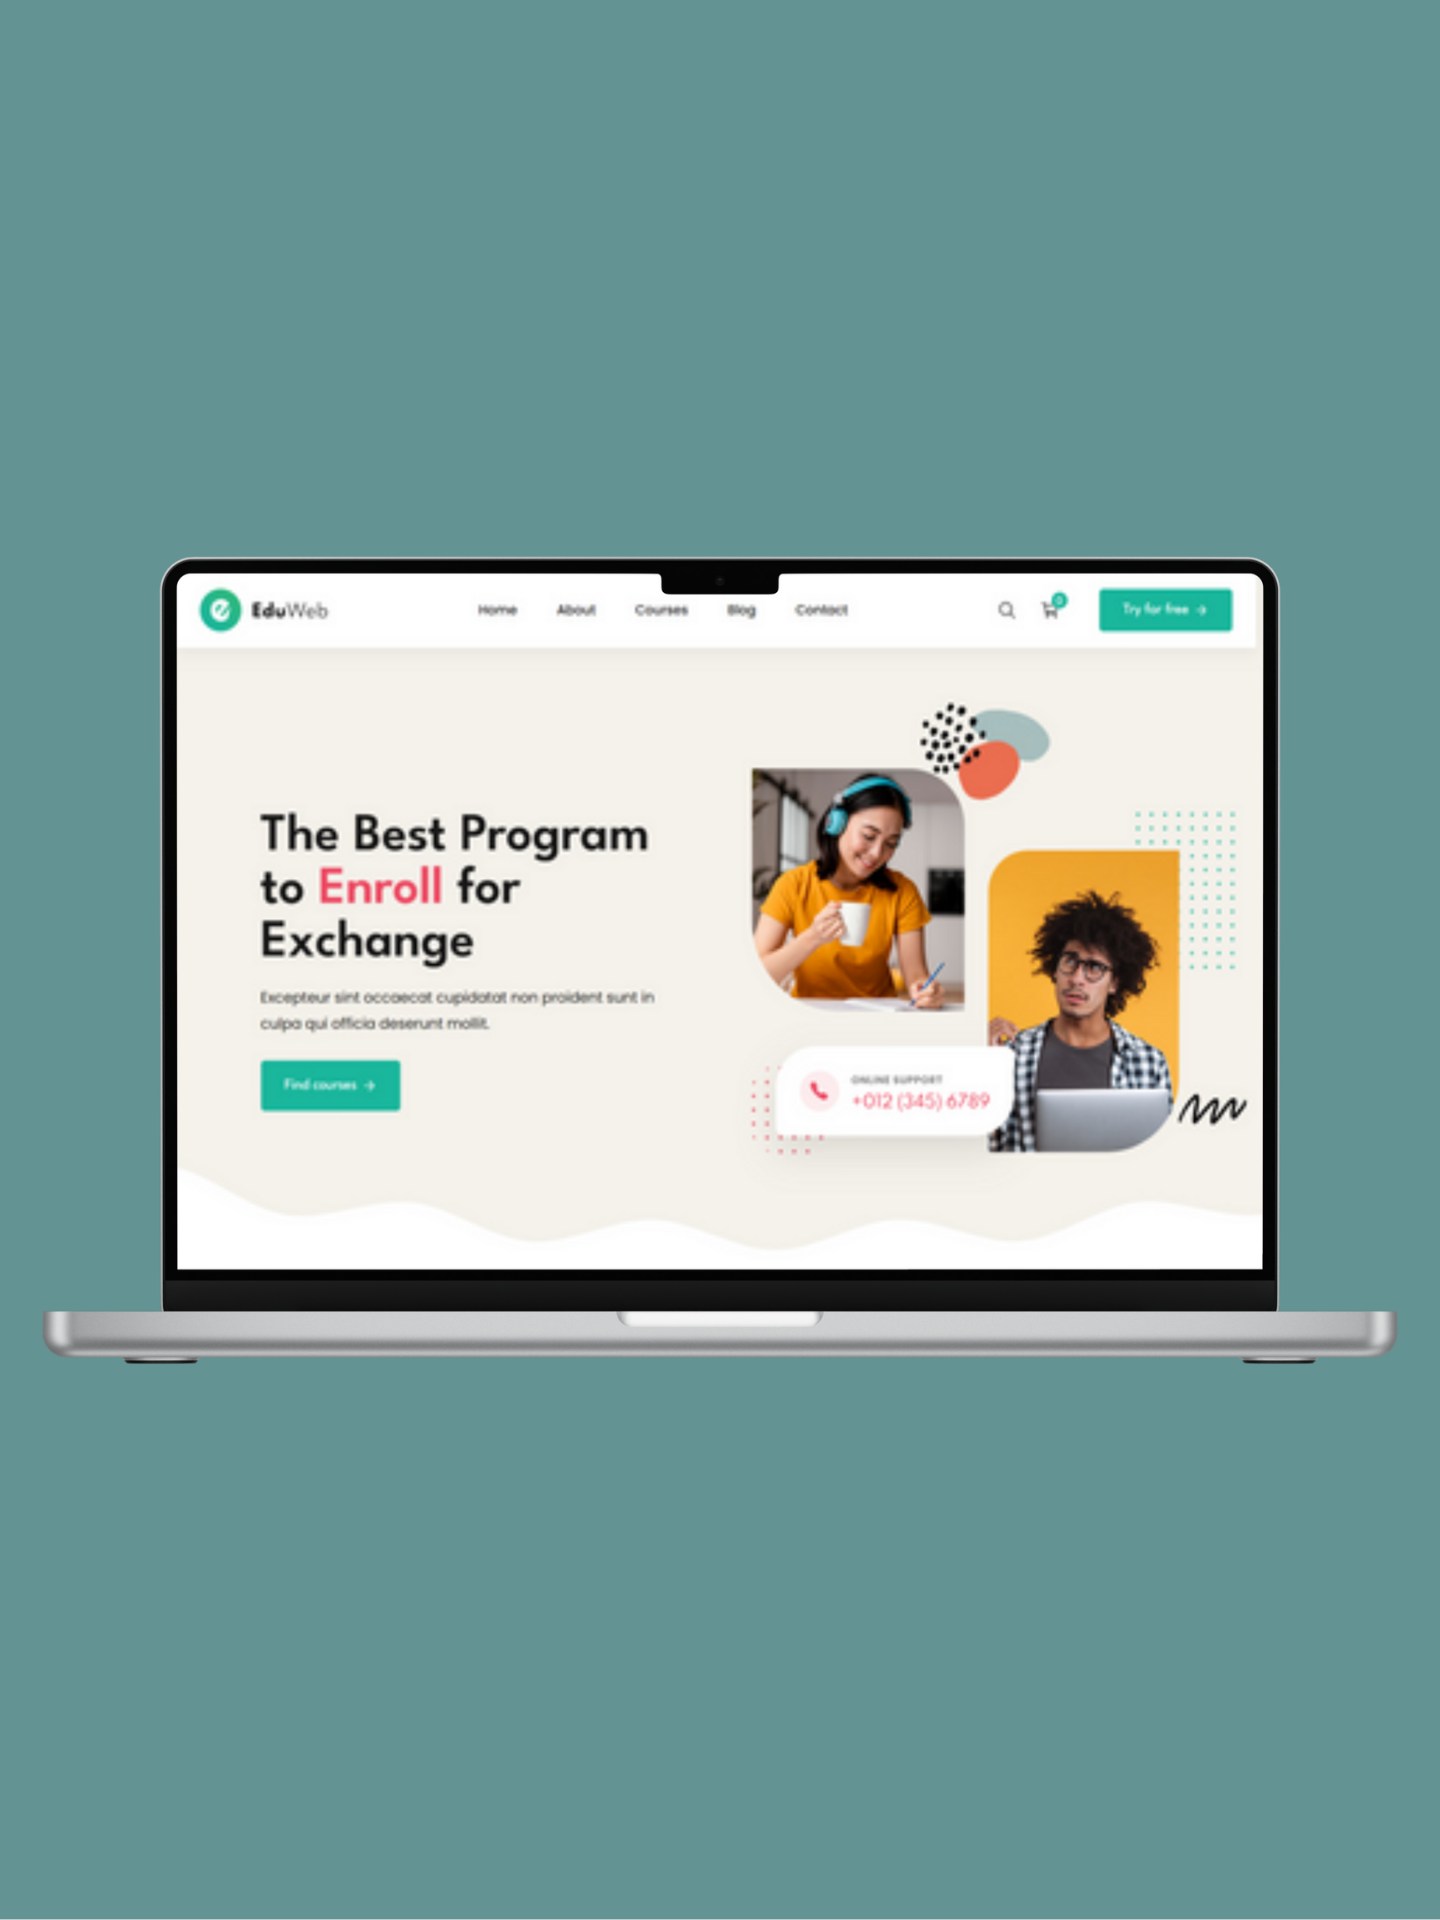 EduWeb
Home About Courses Blog Contact
0
Try for free →
The Best Program
to Enroll for
Exchange
Excepteur sint occaecat cupidatat non proident sunt in
culpa qui officia deserunt mollit.
Find courses →
ONLINE SUPPORT
+012 (345) 6789